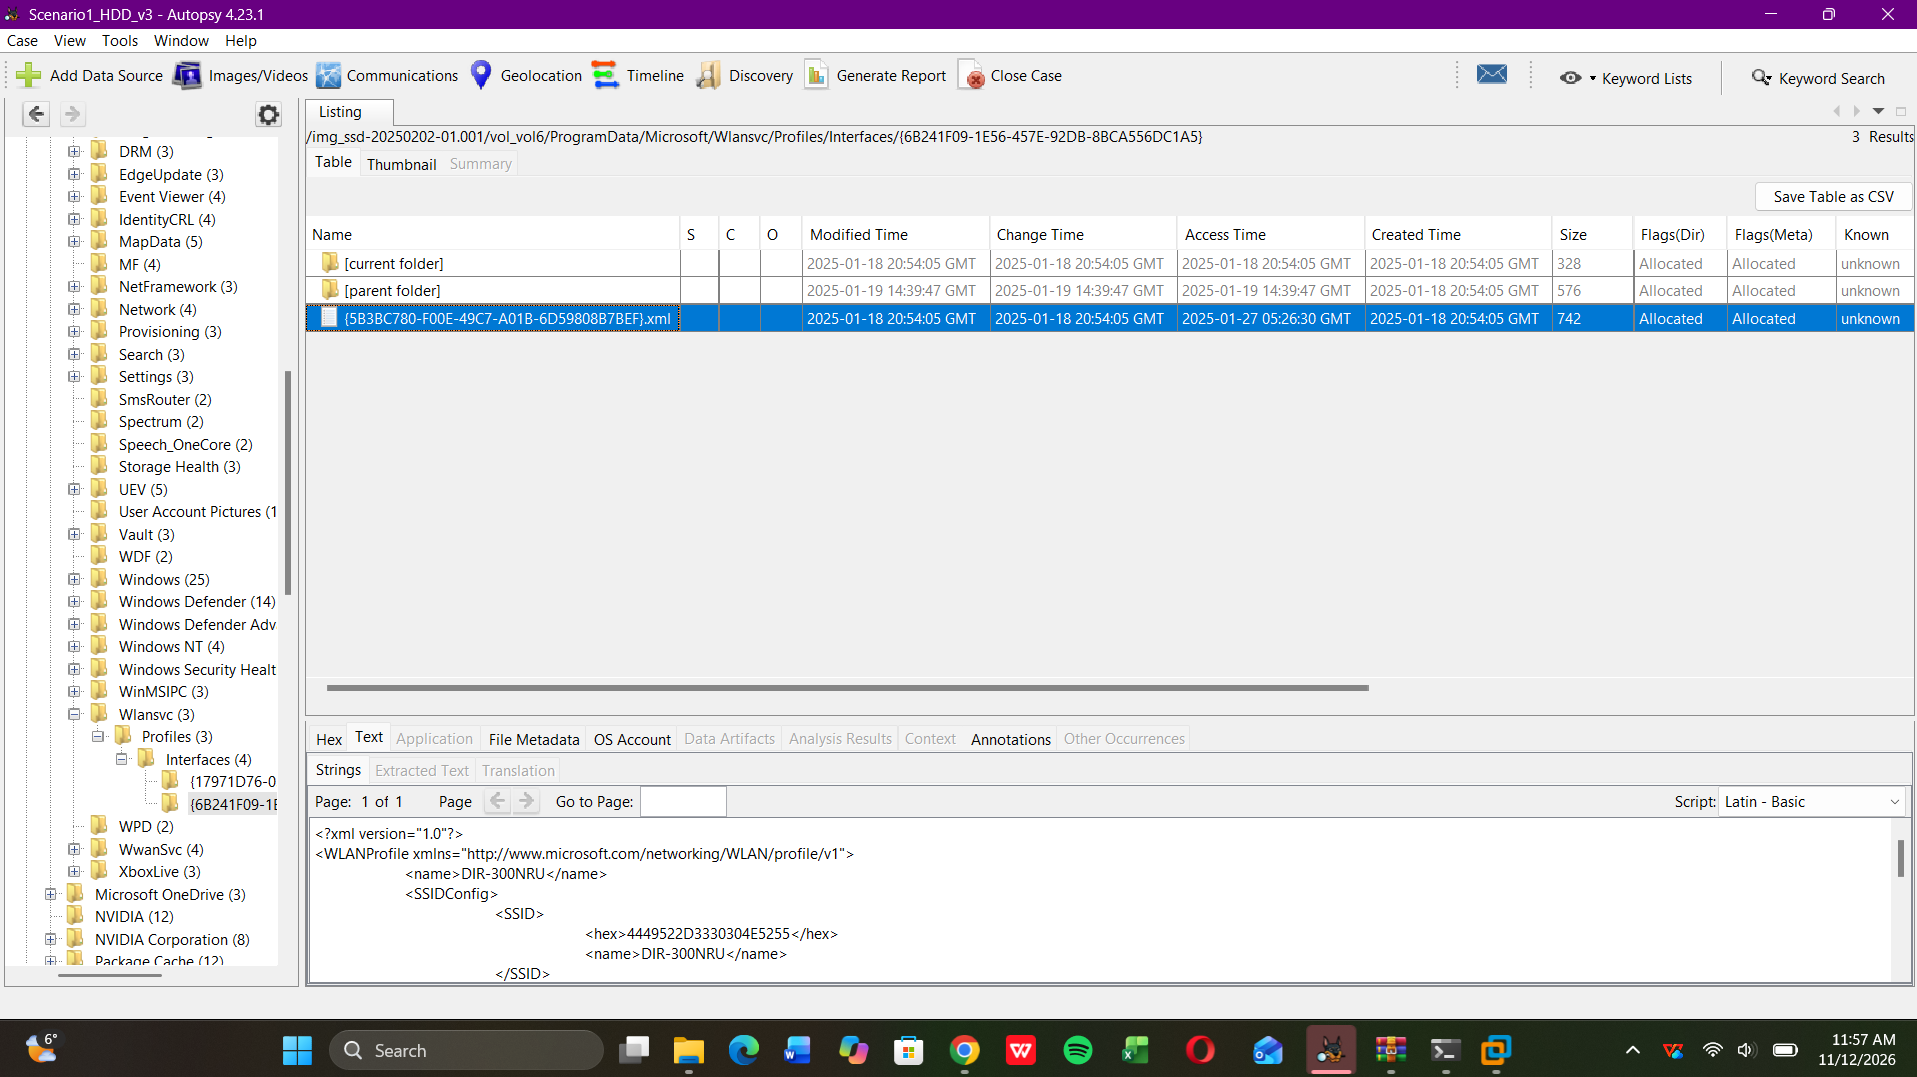 Scenario1_HDD_v3 - Autopsy 4.23.1
Case View Tools Window Help
Add Data Source Images/Videos Communications Geolocation Timeline Discovery Generate Report Close Case Keyword Lists Keyword Search
DRM (3)
EdgeUpdate (3)
Event Viewer (4)
IdentityCRL (4)
MapData (5)
MF (4)
NetFramework (3)
Network (4)
Provisioning (3)
Search (3)
Settings (3)
SmsRouter (2)
Spectrum (2)
Speech_OneCore (2)
Storage Health (3)
UEV (5)
User Account Pictures (1
Vault (3)
WDF (2)
Windows (25)
Windows Defender (14)
Windows Defender Adv
Windows NT (4)
Windows Security Healt
WinMSIPC (3)
Wlansvc (3)
Profiles (3)
Interfaces (4)
{17971D76-0
{6B241F09-1E
WPD (2)
WwanSvc (4)
XboxLive (3)
Microsoft OneDrive (3)
NVIDIA (12)
NVIDIA Corporation (8)
Package Cache (12)
Listing
/img_ssd-20250202-01.001/vol_vol6/ProgramData/Microsoft/Wlansvc/Profiles/Interfaces/{6B241F09-1E56-457E-92DB-8BCA556DC1A5} 3 Results
Table Thumbnail Summary
Save Table as CSV
Name S C O Modified Time Change Time Access Time Created Time Size Flags(Dir) Flags(Meta) Known
[current folder] 2025-01-18 20:54:05 GMT 2025-01-18 20:54:05 GMT 2025-01-18 20:54:05 GMT 2025-01-18 20:54:05 GMT 328 Allocated Allocated unknown
[parent folder] 2025-01-19 14:39:47 GMT 2025-01-19 14:39:47 GMT 2025-01-19 14:39:47 GMT 2025-01-18 20:54:05 GMT 576 Allocated Allocated unknown
{5B3BC780-F00E-49C7-A01B-6D59808B7BEF}.xml 2025-01-18 20:54:05 GMT 2025-01-18 20:54:05 GMT 2025-01-27 05:26:30 GMT 2025-01-18 20:54:05 GMT 742 Allocated Allocated unknown
Hex Text Application File Metadata OS Account Data Artifacts Analysis Results Context Annotations Other Occurrences
Strings Extracted Text Translation
Page: 1 of 1 Page Go to Page: Script: Latin - Basic
<?xml version="1.0"?>
<WLANProfile xmlns="http://www.microsoft.com/networking/WLAN/profile/v1">
<name>DIR-300NRU</name>
<SSIDConfig>
<SSID>
<hex>4449522D3330304E5255</hex>
<name>DIR-300NRU</name>
</SSID>
6°
Search
11:57 AM
11/12/2026